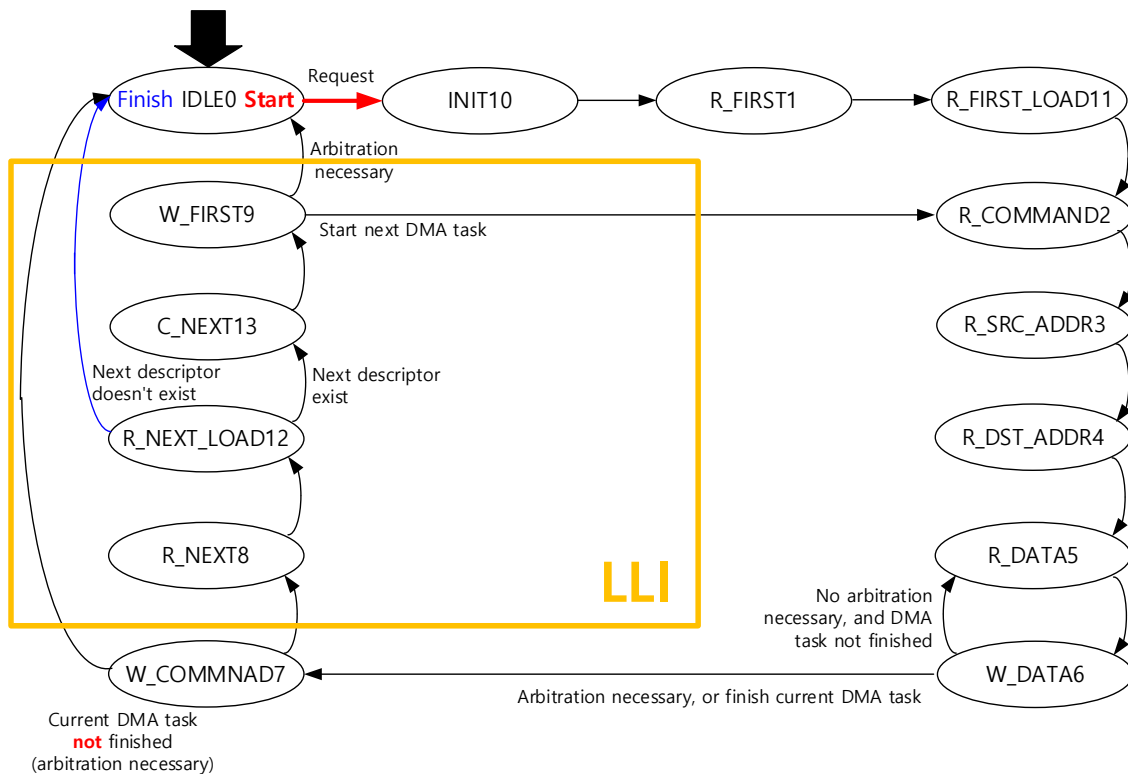 Request
Finish IDLE0 Start
INIT10
R_FIRST1
R_FIRST_LOAD11
Arbitration
necessary
W_FIRST9
Start next DMA task
R_COMMAND2
C_NEXT13
R_SRC_ADDR3
Next descriptor
doesn't exist
Next descriptor
exist
R_NEXT_LOAD12
R_DST_ADDR4
R_NEXT8
LLI
R_DATA5
No arbitration
necessary, and DMA
task not finished
W_COMMNAD7
W_DATA6
Arbitration necessary, or finish current DMA task
Current DMA task
not finished
(arbitration necessary)